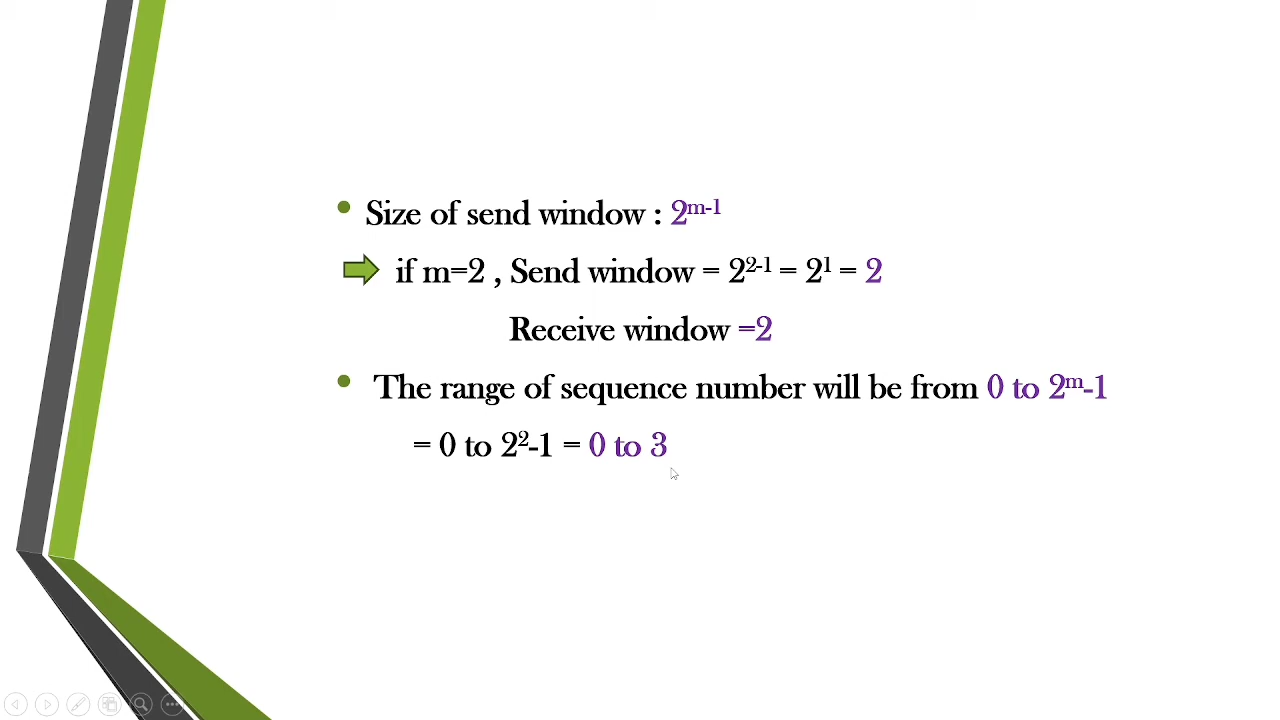 Size of send window : 2ᵐ⁻¹
if m=2 , Send window = 2²⁻¹ = 2¹ = 2
Receive window =2
The range of sequence number will be from 0 to 2ᵐ-1
= 0 to 2²-1 = 0 to 3